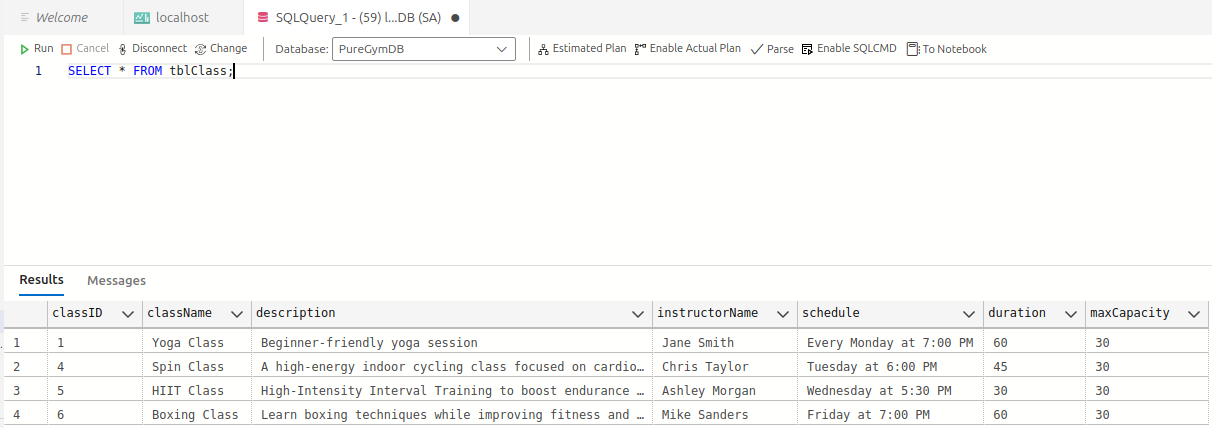 Welcome localhost SQLQuery_1 - (59) l...DB (SA)
Run Cancel Disconnect Change Database: PureGymDB Estimated Plan Enable Actual Plan Parse Enable SQLCMD To Notebook
1 SELECT * FROM tblClass;
Results Messages
classID className description instructorName schedule duration maxCapacity
1 1 Yoga Class Beginner-friendly yoga session Jane Smith Every Monday at 7:00 PM 60 30
2 4 Spin Class A high-energy indoor cycling class focused on cardio… Chris Taylor Tuesday at 6:00 PM 45 30
3 5 HIIT Class High-Intensity Interval Training to boost endurance … Ashley Morgan Wednesday at 5:30 PM 30 30
4 6 Boxing Class Learn boxing techniques while improving fitness and … Mike Sanders Friday at 7:00 PM 60 30